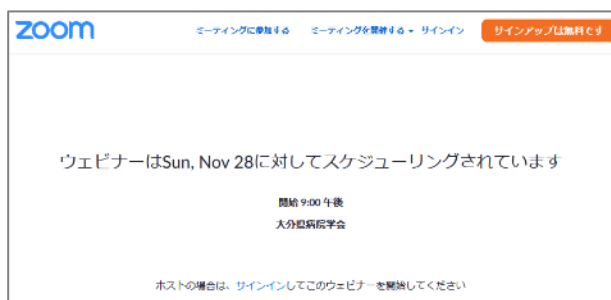 zoom
ミーティングに参加する ミーティングを開催する サインイン サインアップは無料です
ウェビナーはSun, Nov 28に対してスケジューリングされています
開始 9:00 午後
大分県病院学会
ホストの場合は、サインインしてこのウェビナーを開始してください